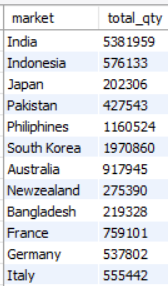 market total_qty
India 5381959
Indonesia 576133
Japan 202306
Pakistan 427543
Philiphines 1160524
South Korea 1970860
Australia 917945
Newzealand 275390
Bangladesh 219328
France 759101
Germany 537802
Italy 555442